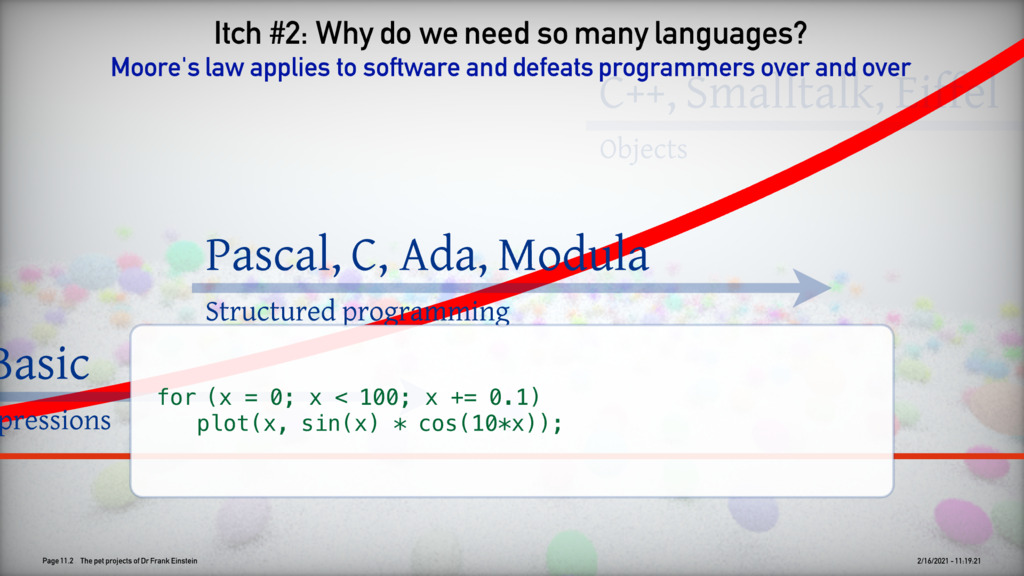 Itch #2: Why do we need so many languages?
Moore's law applies to software and defeats programmers over and over
C++, Smalltalk, Eiffel
Objects
Pascal, C, Ada, Modula
Structured programming
Basic
pressions
for (x = 0; x < 100; x += 0.1)
plot(x, sin(x) * cos(10*x));
Page 11.2 The pet projects of Dr Frank Einstein
2/16/2021 - 11:19:21